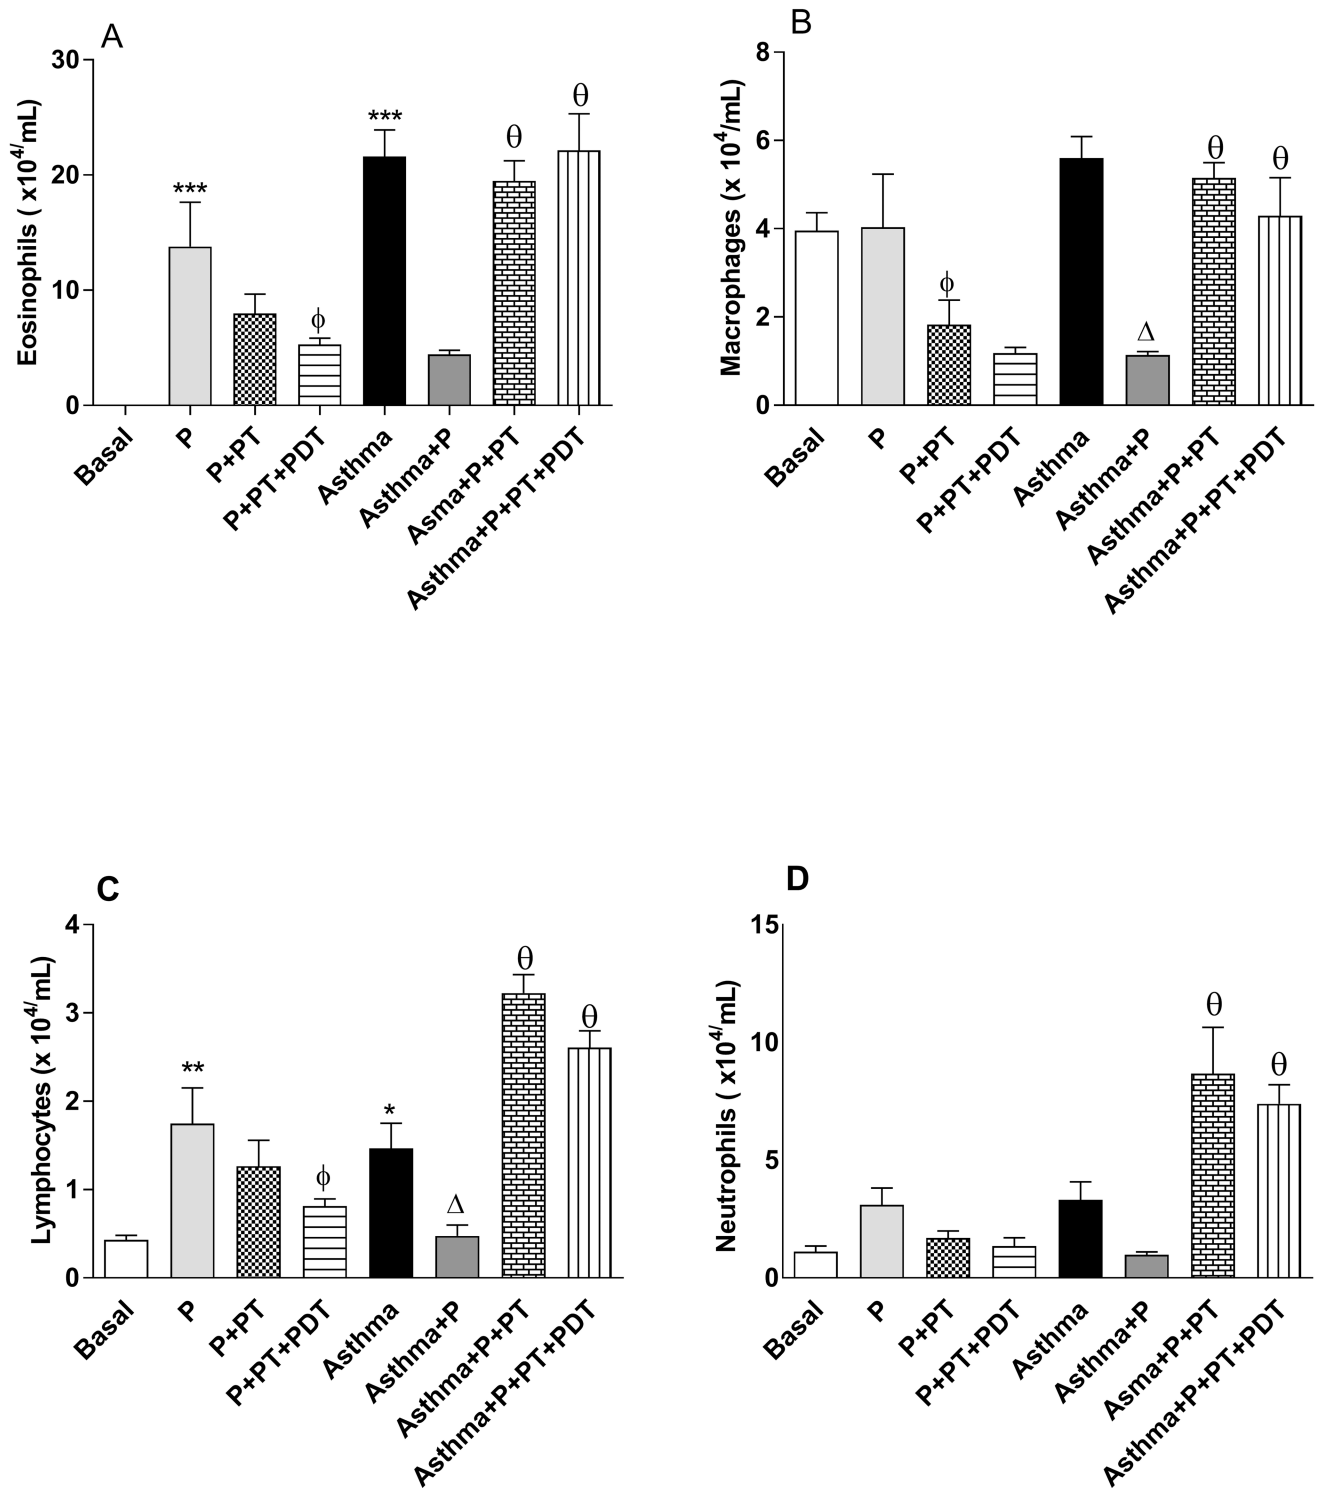 A
Eosinophils ( x10^4/mL)
30
20
10
0
***
ϕ
***
θ
θ
Basal
P
P+PT
P+PT+PDT
Asthma
Asthma+P
Asma+P+PT
Asthma+P+PT+PDT
B
Macrophages (x 10^4/mL)
8
6
4
2
0
ϕ
Δ
θ
θ
Basal
P
P+PT
P+PT+PDT
Asthma
Asthma+P
Asthma+P+PT
Asthma+P+PT+PDT
C
Lymphocytes (x 10^4/mL)
4
3
2
1
0
**
ϕ
*
Δ
θ
θ
Basal
P
P+PT
P+PT+PDT
Asthma
Asthma+P
Asthma+P+PT
Asthma+P+PT+PDT
D
Neutrophils ( x10^4/mL)
15
10
5
0
θ
θ
Basal
P
P+PT
P+PT+PDT
Asthma
Asthma+P
Asma+P+PT
Asthma+P+PT+PDT